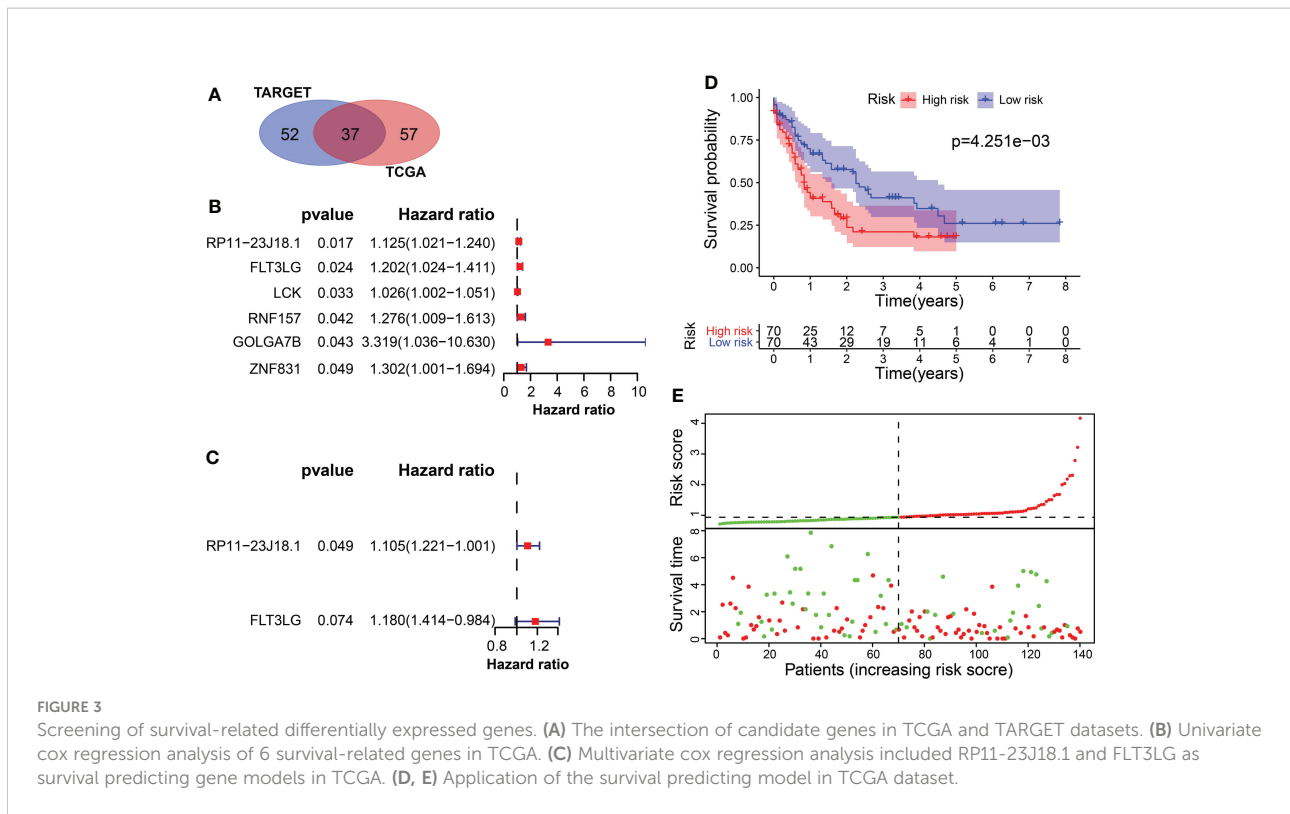 A
TARGET
52 37 57
TCGA
B
pvalue Hazard ratio
RP11−23J18.1 0.017 1.125(1.021−1.240)
FLT3LG 0.024 1.202(1.024−1.411)
LCK 0.033 1.026(1.002−1.051)
RNF157 0.042 1.276(1.009−1.613)
GOLGA7B 0.043 3.319(1.036−10.630)
ZNF831 0.049 1.302(1.001−1.694)
0 2 4 6 8 10
Hazard ratio
C
pvalue Hazard ratio
RP11−23J18.1 0.049 1.105(1.221−1.001)
FLT3LG 0.074 1.180(1.414−0.984)
0.8 1.2
Hazard ratio
D
Risk High risk Low risk
p=4.251e−03
Survival probability
1.00
0.75
0.50
0.25
0.00
0 1 2 3 4 5 6 7 8
Time(years)
Risk
High risk 70 25 12 7 5 1 0 0 0
Low risk 70 43 29 19 11 6 4 1 0
0 1 2 3 4 5 6 7 8
Time(years)
E
Risk score
4
3
2
1
Survival time
8
6
4
2
0
0 20 40 60 80 100 120 140
Patients (increasing risk socre)
FIGURE 3
Screening of survival-related differentially expressed genes. (A) The intersection of candidate genes in TCGA and TARGET datasets. (B) Univariate
cox regression analysis of 6 survival-related genes in TCGA. (C) Multivariate cox regression analysis included RP11-23J18.1 and FLT3LG as
survival predicting gene models in TCGA. (D, E) Application of the survival predicting model in TCGA dataset.